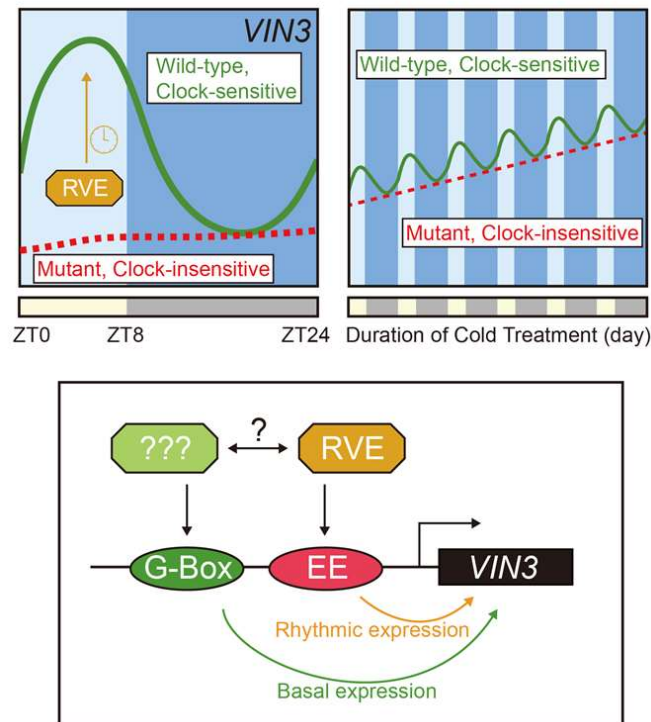 VIN3
Wild-type,
Clock-sensitive
RVE
Mutant, Clock-insensitive
ZT0
ZT8
ZT24
Wild-type, Clock-sensitive
Mutant, Clock-insensitive
Duration of Cold Treatment (day)
???
?
RVE
G-Box
EE
VIN3
Rhythmic expression
Basal expression